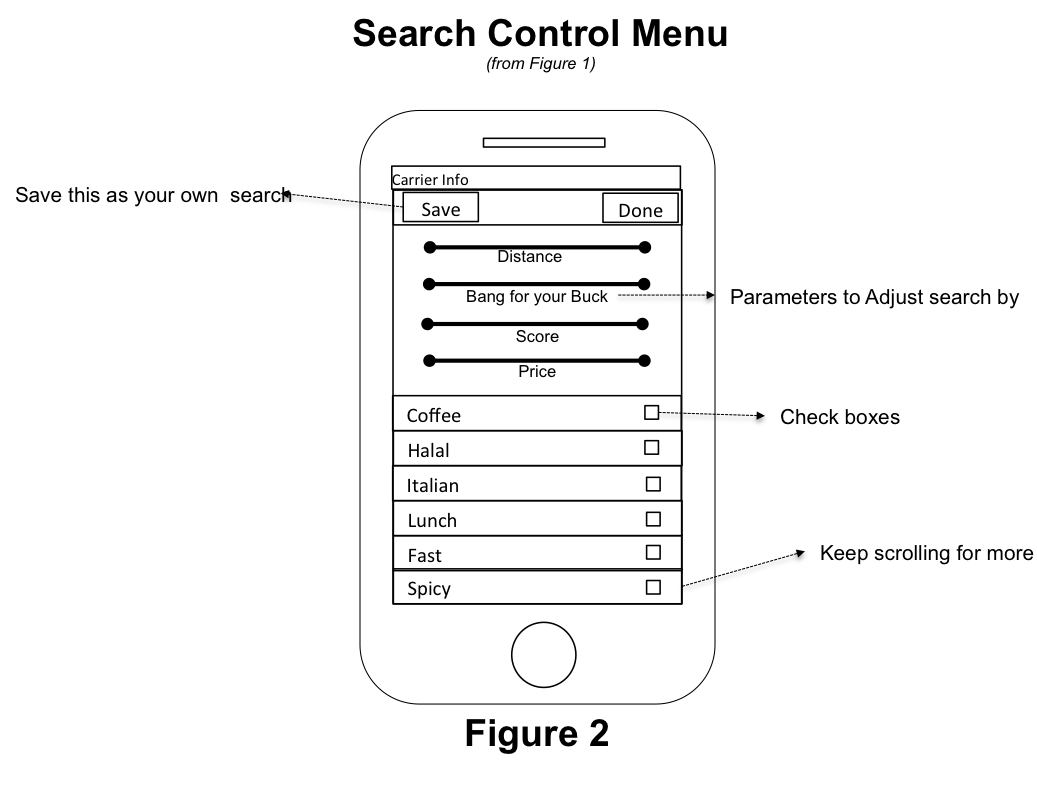 Search Control Menu
(from Figure 1)
Carrier Info
Save this as your own  search
Save
Done
Distance
Bang for your Buck
Parameters to Adjust search by
Score
Price
Coffee
Check boxes
Halal
Italian
Lunch
Fast
Keep scrolling for more
Spicy
Figure 2